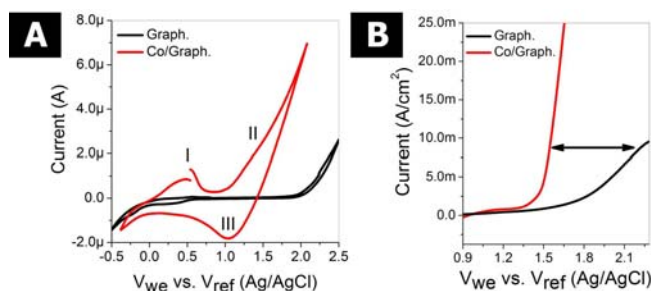 A
Graph.
Co/Graph.
I
II
III
Current (A)
8.0µ
6.0µ
4.0µ
2.0µ
0.0
-2.0µ
-0.5 0.0 0.5 1.0 1.5 2.0 2.5
Vwe vs. Vref (Ag/AgCl)
B
Graph.
Co/Graph.
Current (A/cm²)
25.0m
20.0m
15.0m
10.0m
5.0m
0.0
0.9 1.2 1.5 1.8 2.1
Vwe vs. Vref (Ag/AgCl)